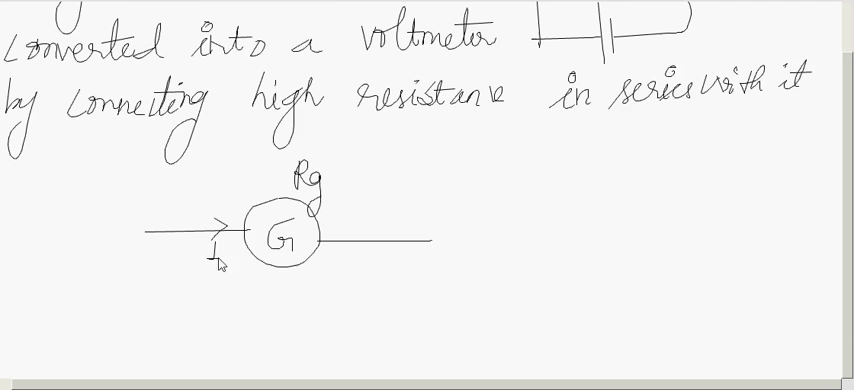 converted into a voltmeter
by connecting high resistance in series with it
Rg
G
I